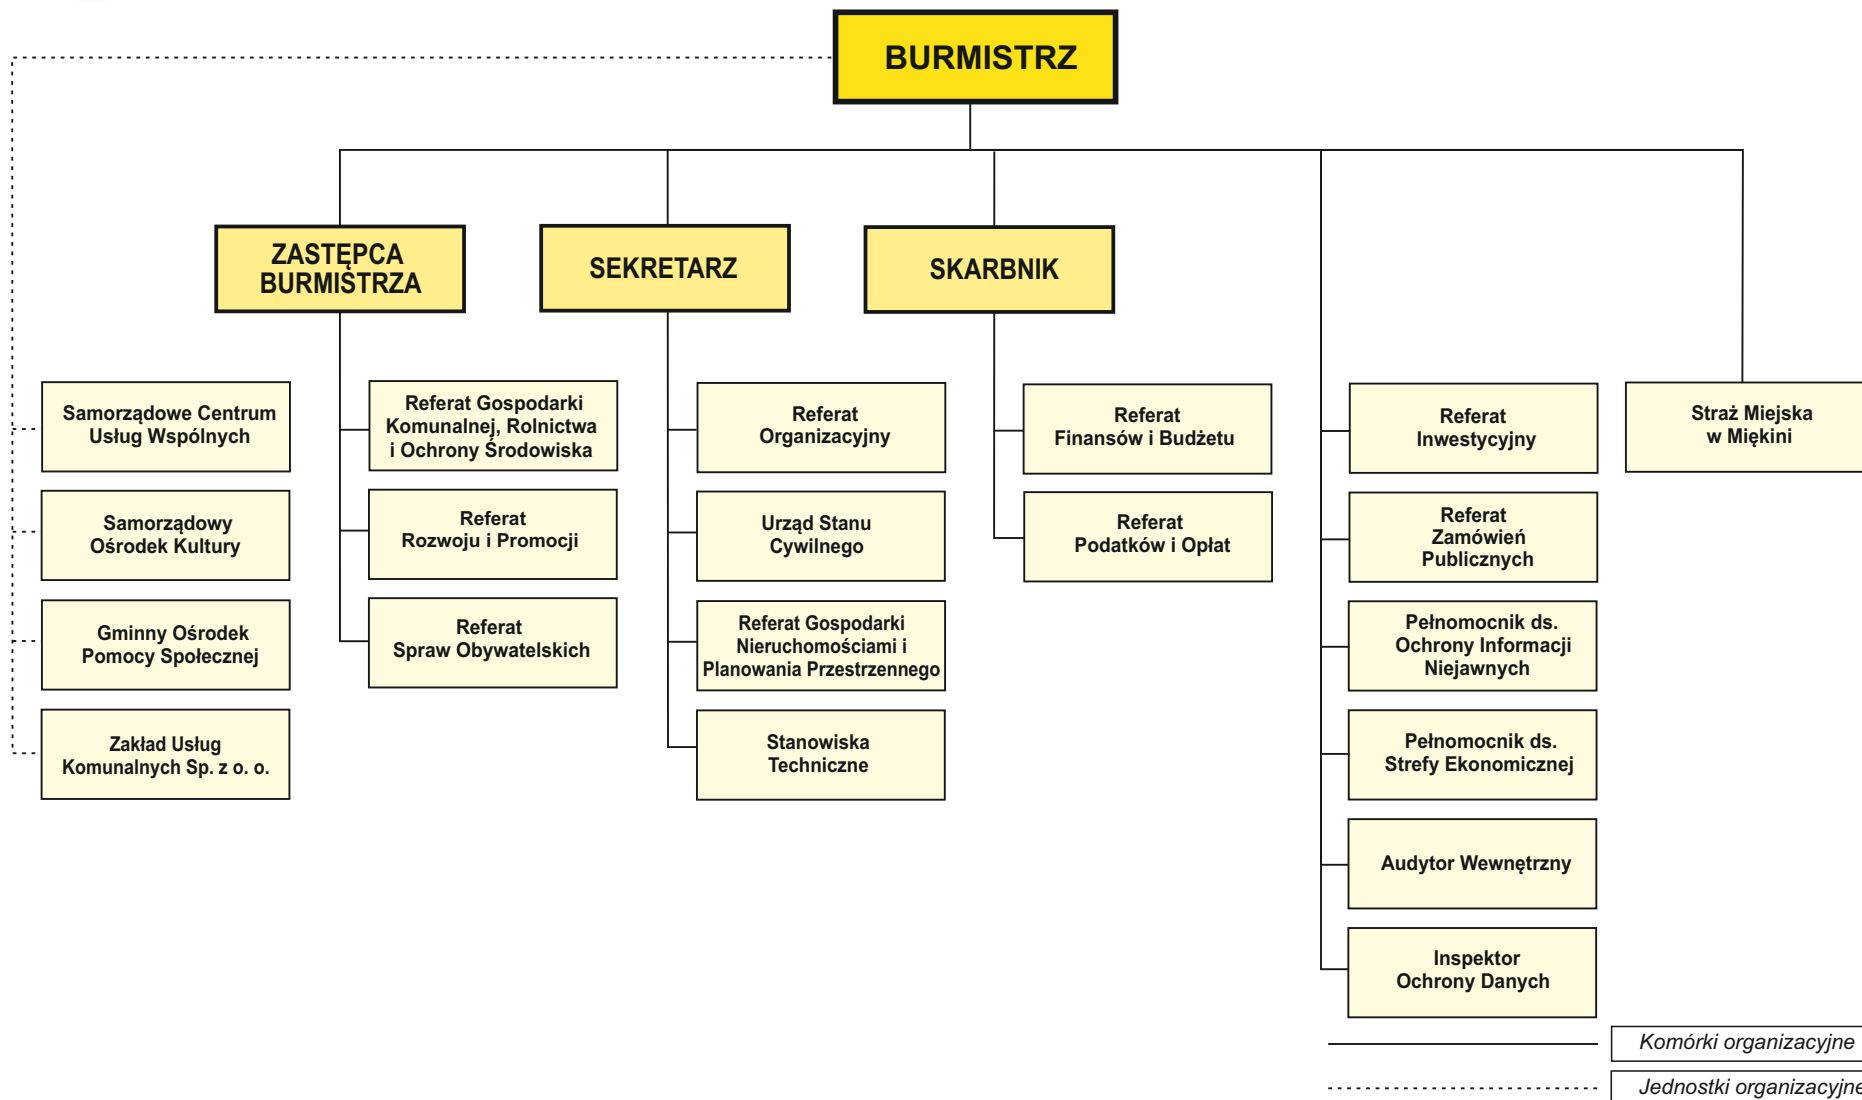 BURMISTRZ
ZASTĘPCA
BURMISTRZA
SEKRETARZ
SKARBNIK
Samorządowe Centrum
Usług Wspólnych
Samorządowy
Ośrodek Kultury
Gminny Ośrodek
Pomocy Społecznej
Zakład Usług
Komunalnych Sp. z o. o.
Referat Gospodarki
Komunalnej, Rolnictwa
i Ochrony Środowiska
Referat
Rozwoju i Promocji
Referat
Spraw Obywatelskich
Referat
Organizacyjny
Urząd Stanu
Cywilnego
Referat Gospodarki
Nieruchomościami i
Planowania Przestrzennego
Stanowiska
Techniczne
Referat
Finansów i Budżetu
Referat
Podatków i Opłat
Referat
Inwestycyjny
Referat
Zamówień
Publicznych
Pełnomocnik ds.
Ochrony Informacji
Niejawnych
Pełnomocnik ds.
Strefy Ekonomicznej
Audytor Wewnętrzny
Inspektor
Ochrony Danych
Straż Miejska
w Miękini
Komórki organizacyjne
Jednostki organizacyjne